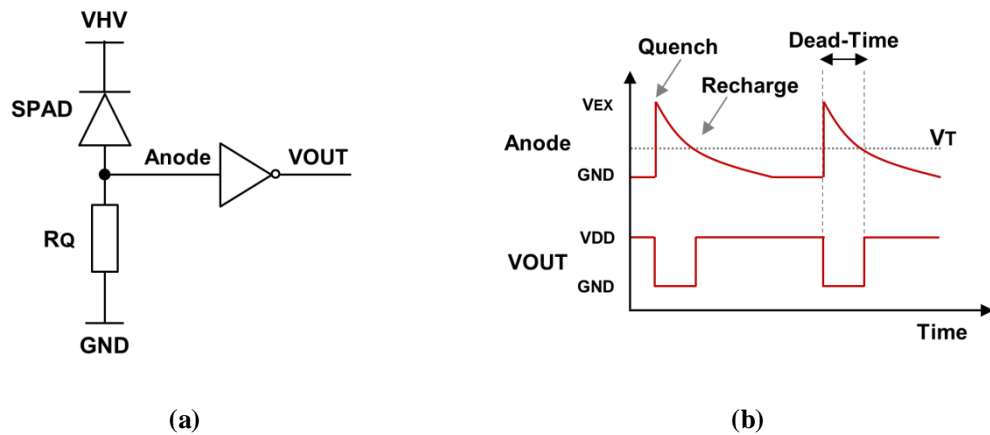 VHV
SPAD
Anode
VOUT
RQ
GND
(a)
Dead-Time
Quench
Recharge
VEX
Anode
VT
GND
VDD
VOUT
GND
Time
(b)